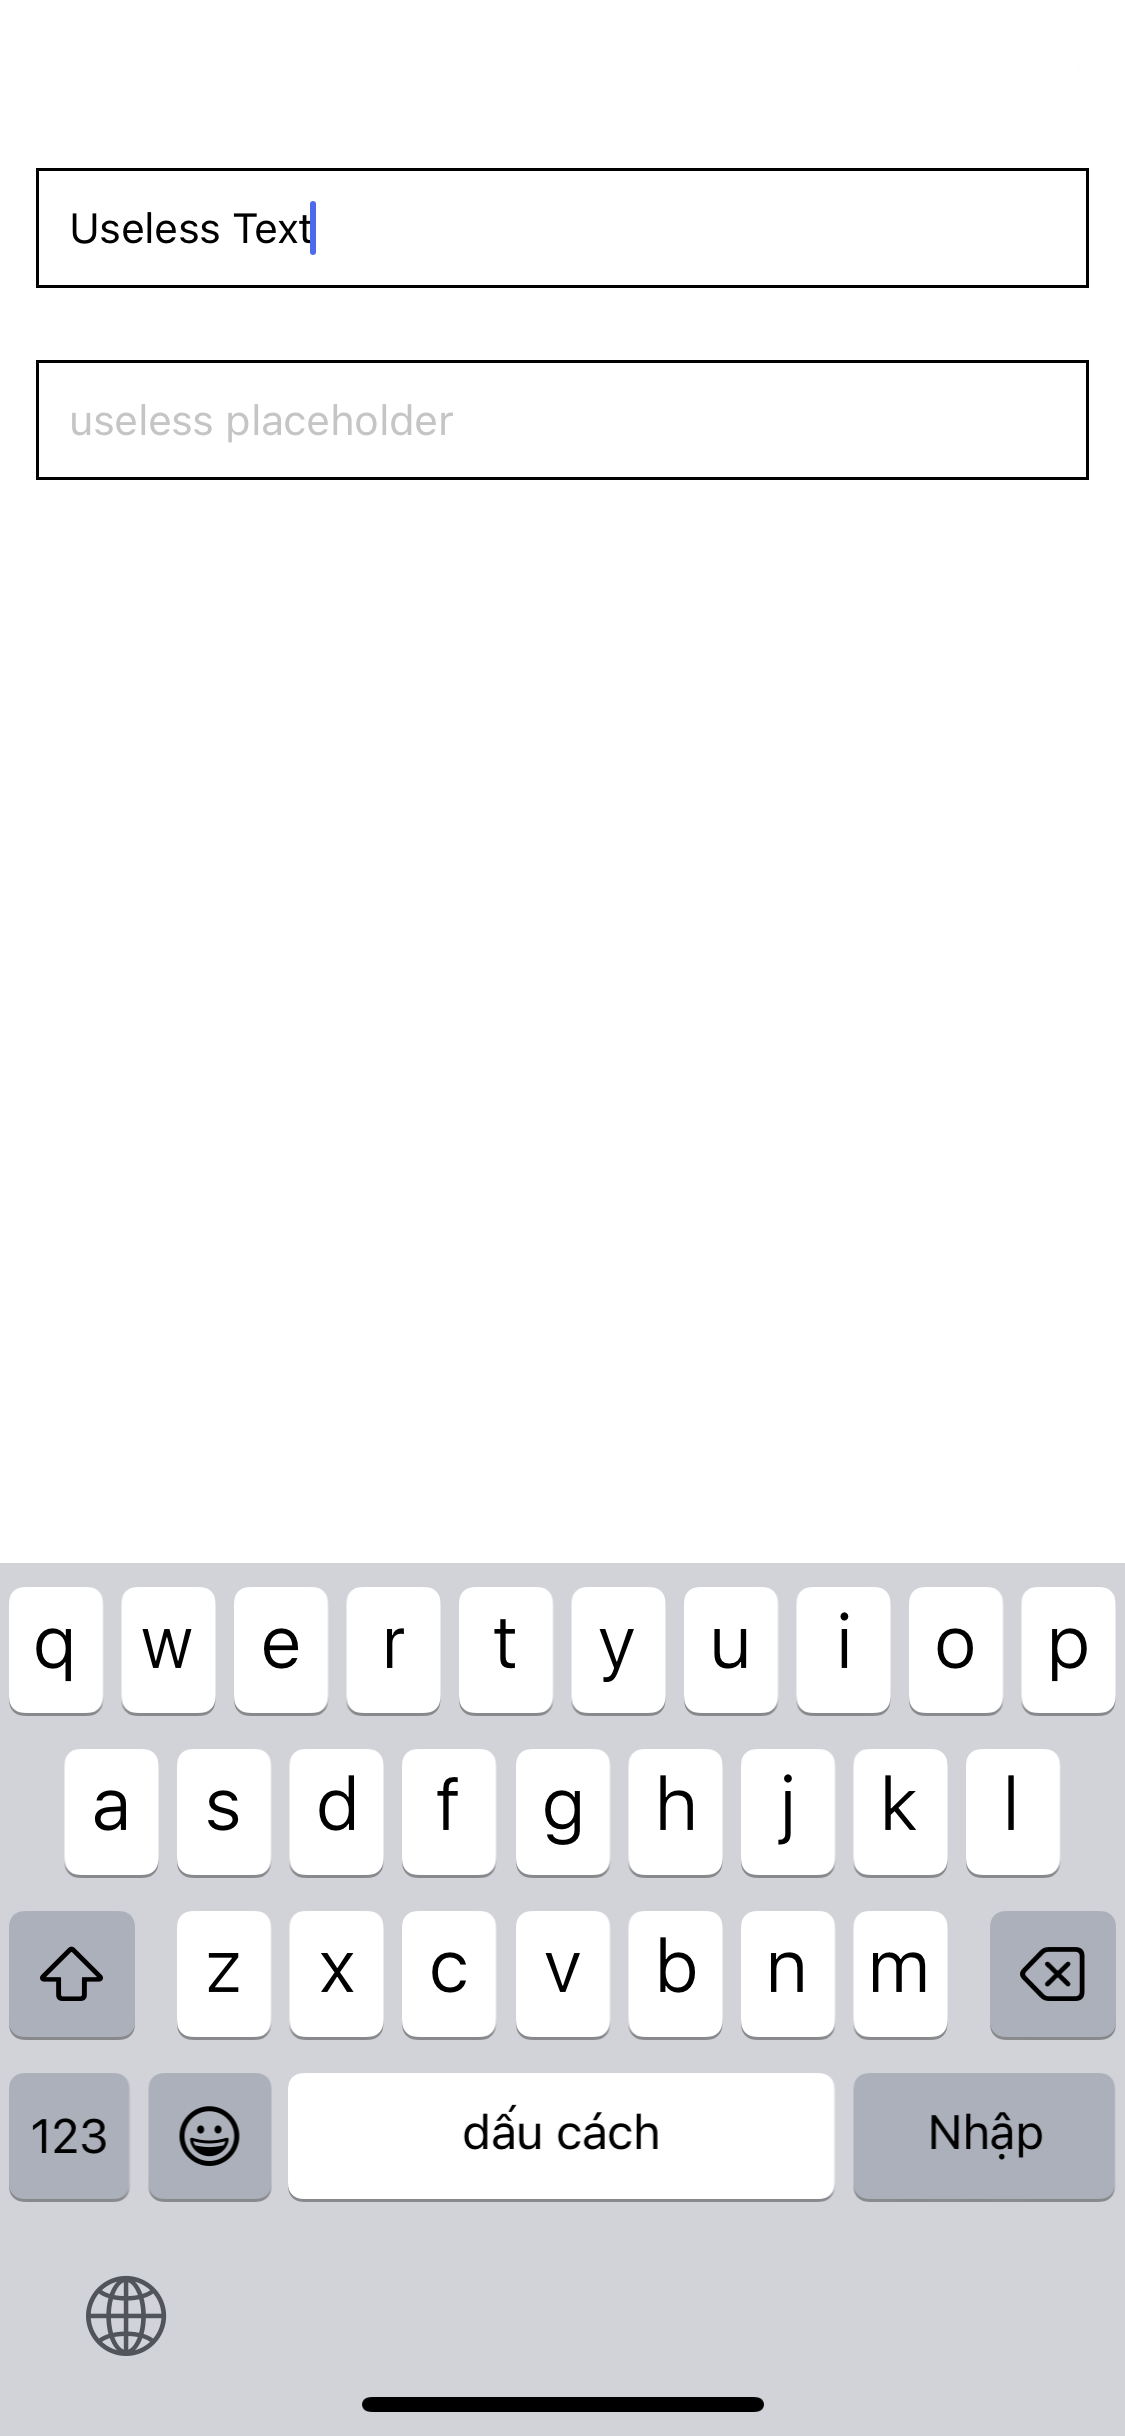 Useless Text
useless placeholder
q w e r t y u i o p
a s d f g h j k l
z x c v b n m
123 dấu cách Nhập